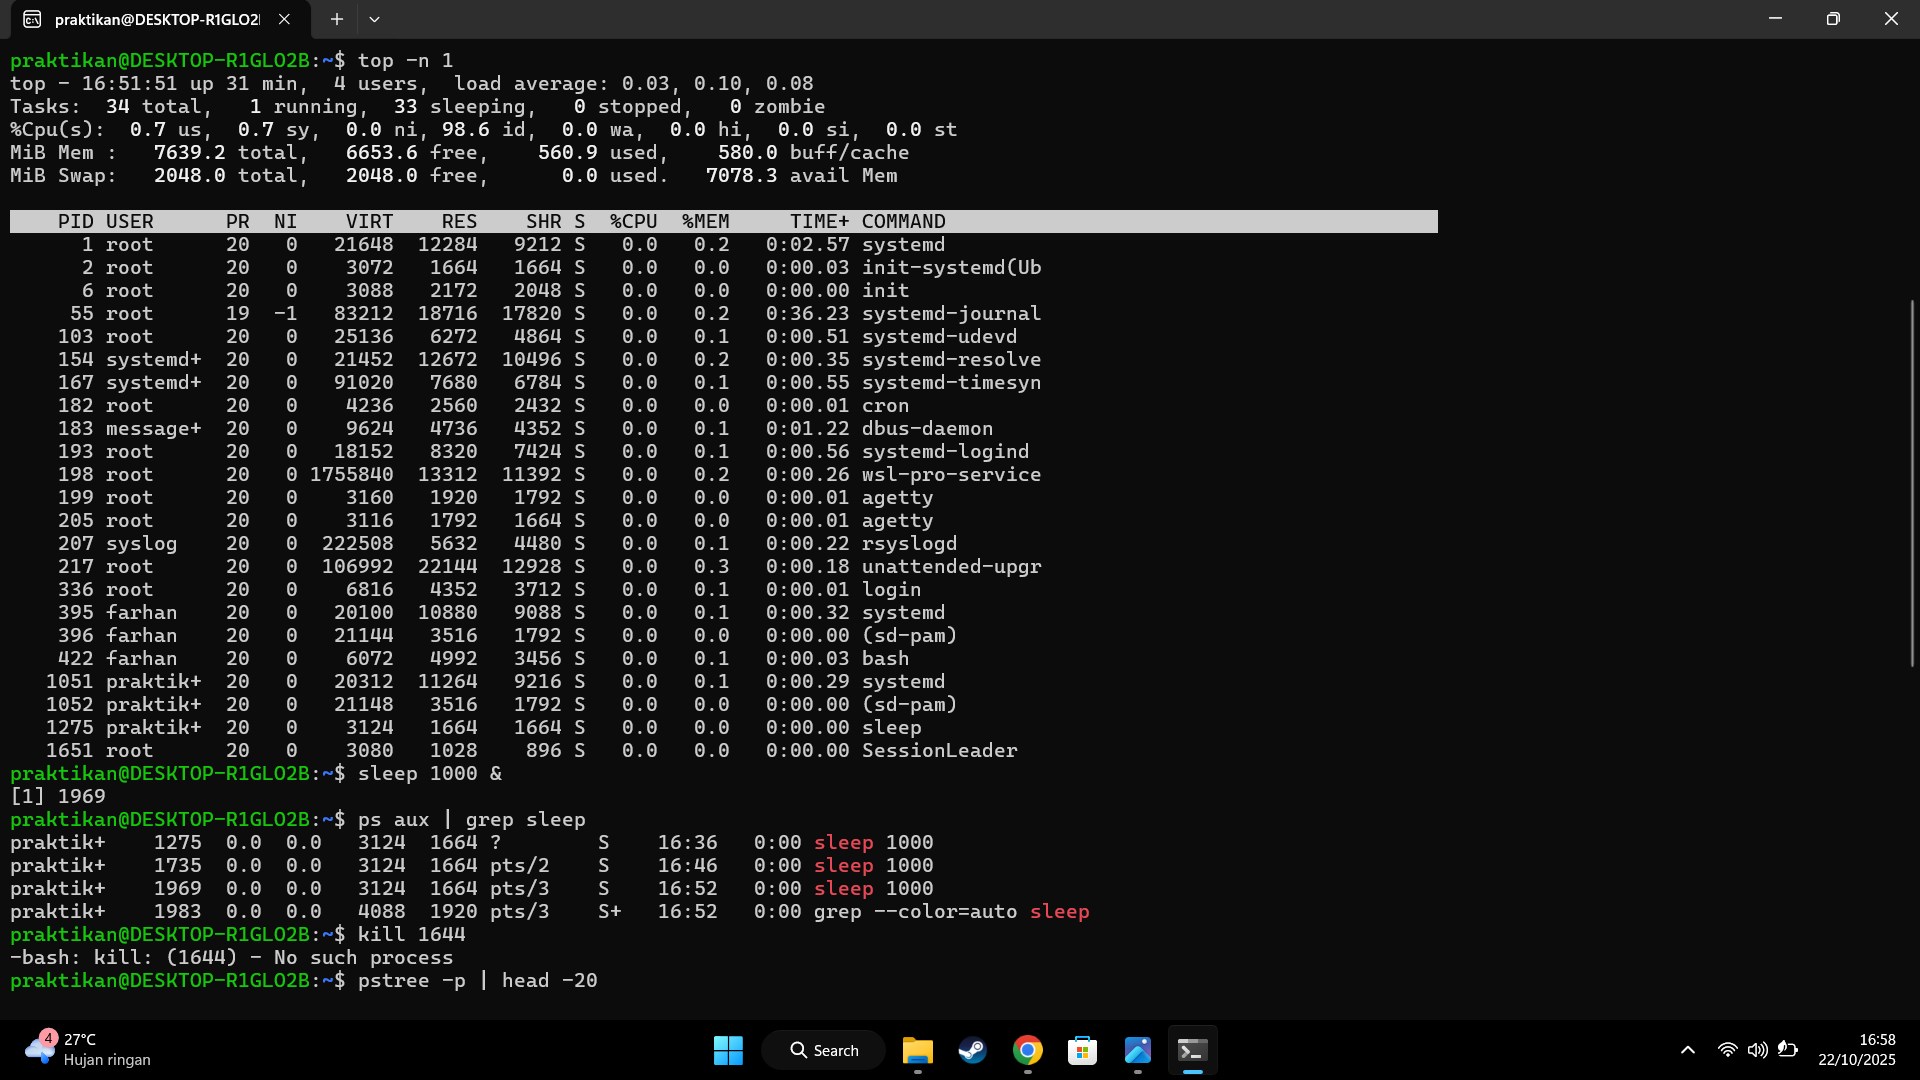 praktikan@DESKTOP-R1GLO2
praktikan@DESKTOP-R1GLO2B:~$ top -n 1
top - 16:51:51 up 31 min,  4 users,  load average: 0.03, 0.10, 0.08
Tasks:  34 total,   1 running,  33 sleeping,   0 stopped,   0 zombie
%Cpu(s):  0.7 us,  0.7 sy,  0.0 ni, 98.6 id,  0.0 wa,  0.0 hi,  0.0 si,  0.0 st
MiB Mem :   7639.2 total,   6653.6 free,    560.9 used,    580.0 buff/cache
MiB Swap:   2048.0 total,   2048.0 free,      0.0 used.   7078.3 avail Mem
    PID USER      PR  NI    VIRT    RES    SHR S  %CPU  %MEM     TIME+ COMMAND
      1 root      20   0   21648  12284   9212 S   0.0   0.2   0:02.57 systemd
      2 root      20   0    3072   1664   1664 S   0.0   0.0   0:00.03 init-systemd(Ub
      6 root      20   0    3088   2172   2048 S   0.0   0.0   0:00.00 init
     55 root      19  -1   83212  18716  17820 S   0.0   0.2   0:36.23 systemd-journal
    103 root      20   0   25136   6272   4864 S   0.0   0.1   0:00.51 systemd-udevd
    154 systemd+  20   0   21452  12672  10496 S   0.0   0.2   0:00.35 systemd-resolve
    167 systemd+  20   0   91020   7680   6784 S   0.0   0.1   0:00.55 systemd-timesyn
    182 root      20   0    4236   2560   2432 S   0.0   0.0   0:00.01 cron
    183 message+  20   0    9624   4736   4352 S   0.0   0.1   0:01.22 dbus-daemon
    193 root      20   0   18152   8320   7424 S   0.0   0.1   0:00.56 systemd-logind
    198 root      20   0 1755840  13312  11392 S   0.0   0.2   0:00.26 wsl-pro-service
    199 root      20   0    3160   1920   1792 S   0.0   0.0   0:00.01 agetty
    205 root      20   0    3116   1792   1664 S   0.0   0.0   0:00.01 agetty
    207 syslog    20   0  222508   5632   4480 S   0.0   0.1   0:00.22 rsyslogd
    217 root      20   0  106992  22144  12928 S   0.0   0.3   0:00.18 unattended-upgr
    336 root      20   0    6816   4352   3712 S   0.0   0.1   0:00.01 login
    395 farhan    20   0   20100  10880   9088 S   0.0   0.1   0:00.32 systemd
    396 farhan    20   0   21144   3516   1792 S   0.0   0.0   0:00.00 (sd-pam)
    422 farhan    20   0    6072   4992   3456 S   0.0   0.1   0:00.03 bash
   1051 praktik+  20   0   20312  11264   9216 S   0.0   0.1   0:00.29 systemd
   1052 praktik+  20   0   21148   3516   1792 S   0.0   0.0   0:00.00 (sd-pam)
   1275 praktik+  20   0    3124   1664   1664 S   0.0   0.0   0:00.00 sleep
   1651 root      20   0    3080   1028    896 S   0.0   0.0   0:00.00 SessionLeader
praktikan@DESKTOP-R1GLO2B:~$ sleep 1000 &
[1] 1969
praktikan@DESKTOP-R1GLO2B:~$ ps aux | grep sleep
praktik+    1275  0.0  0.0   3124  1664 ?        S    16:36   0:00 sleep 1000
praktik+    1735  0.0  0.0   3124  1664 pts/2    S    16:46   0:00 sleep 1000
praktik+    1969  0.0  0.0   3124  1664 pts/3    S    16:52   0:00 sleep 1000
praktik+    1983  0.0  0.0   4088  1920 pts/3    S+   16:52   0:00 grep --color=auto sleep
praktikan@DESKTOP-R1GLO2B:~$ kill 1644
-bash: kill: (1644) - No such process
praktikan@DESKTOP-R1GLO2B:~$ pstree -p | head -20
4
27°C
Hujan ringan
Search
16:58
22/10/2025